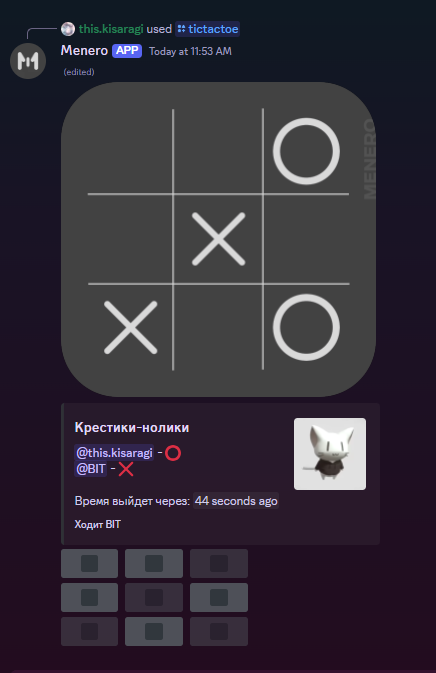 this.kisaragi used tictactoe
Menero APP Today at 11:53 AM
(edited)
MENERO
Крестики-нолики
@this.kisaragi - ⭕
@BIT - ❌
Время выйдет через: 44 seconds ago
Ходит BIT